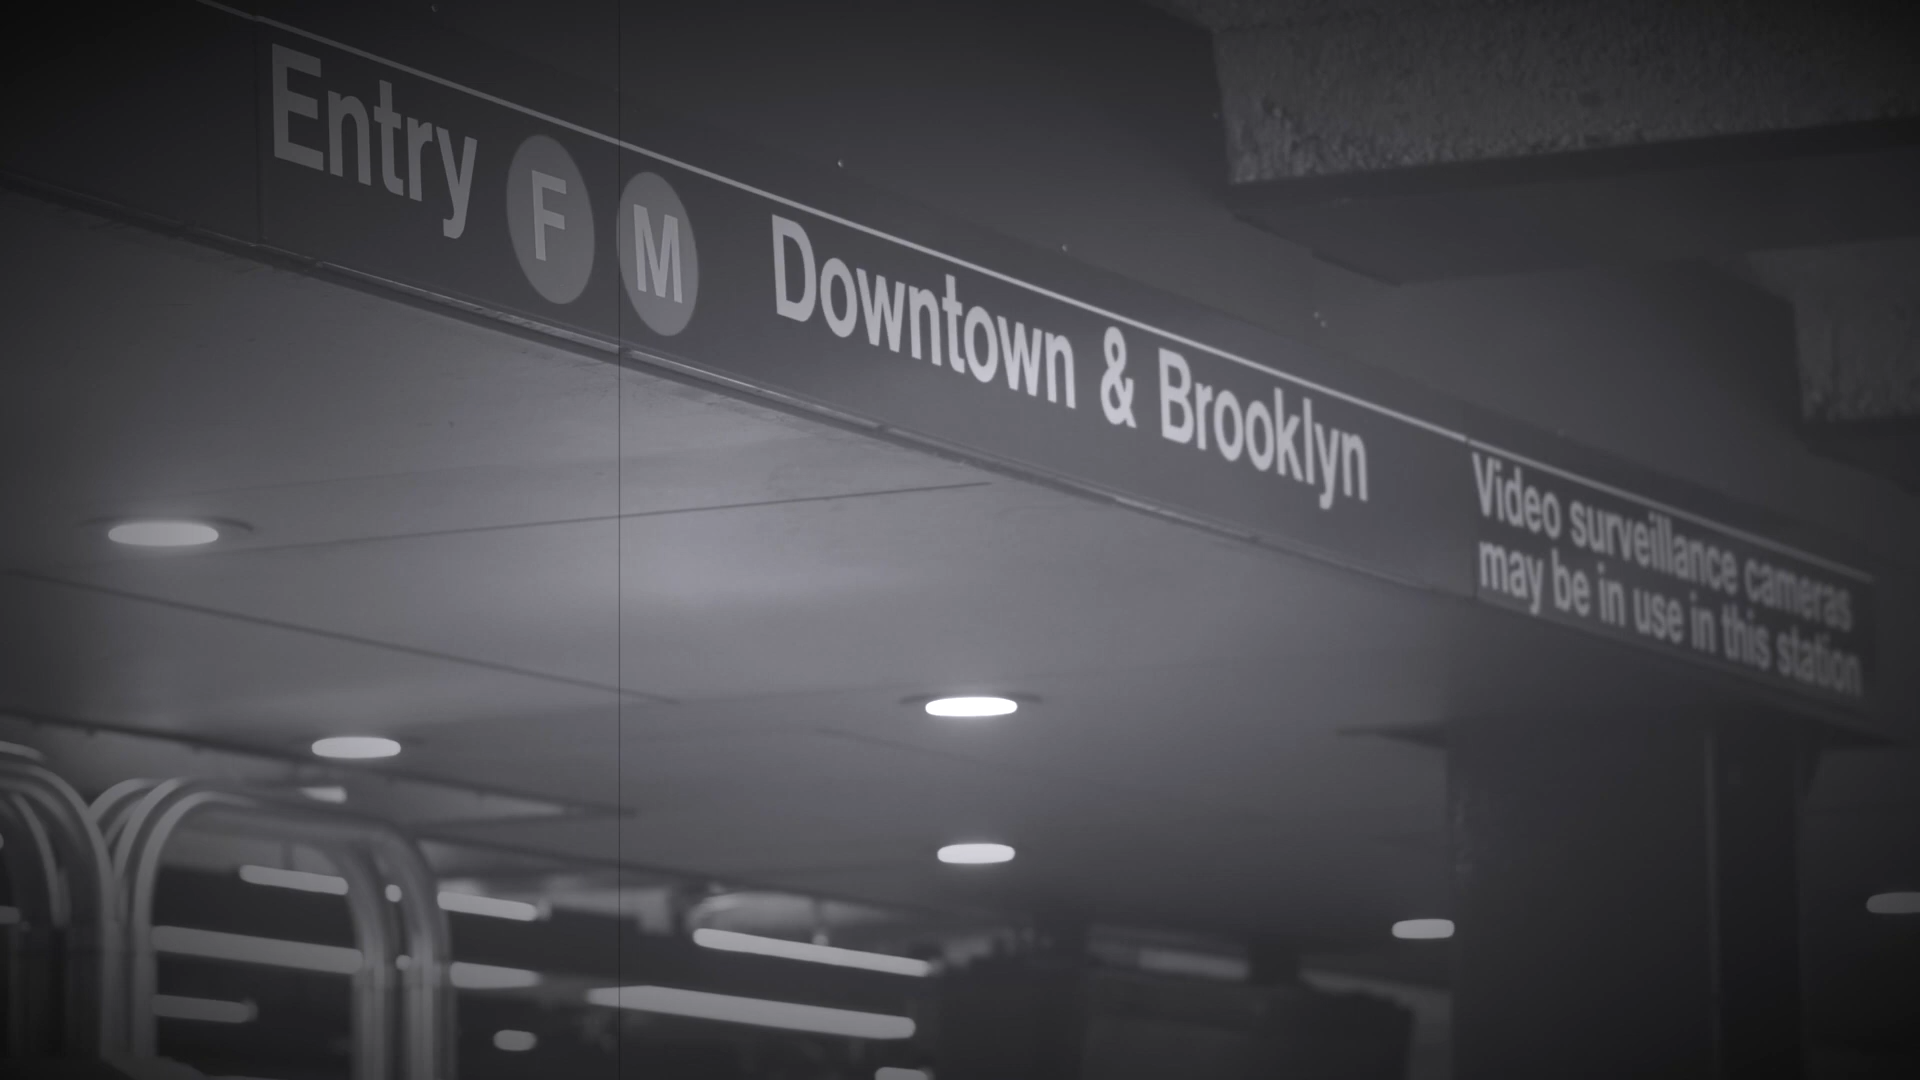 Entry F M Downtown & Brooklyn
Video surveillance cameras
may be in use in this station